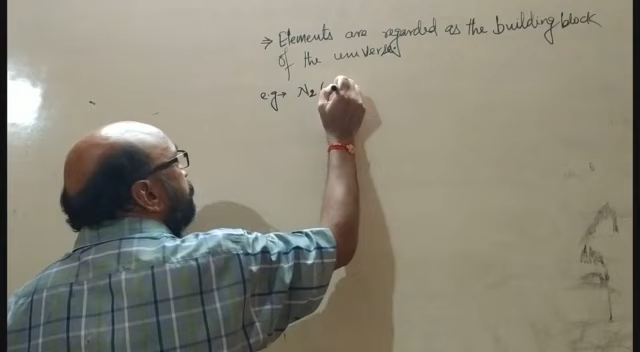 ⇒ Elements are regarded as the building block
of the universe
e.g→ N2